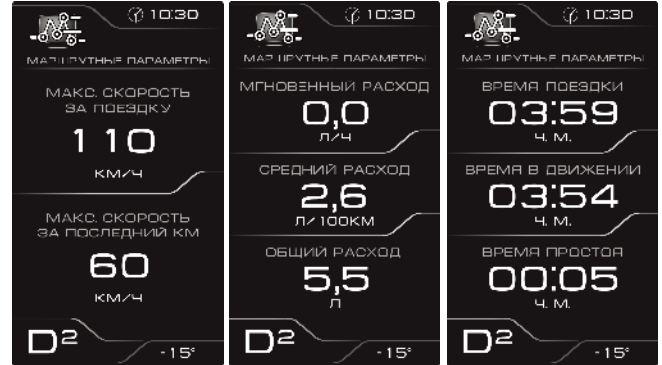 10:30
МАРШРУТНЫЕ ПАРАМЕТРЫ
МАКС. СКОРОСТЬ
ЗА ПОЕЗДКУ
110
КМ/Ч
МАКС. СКОРОСТЬ
ЗА ПОСЛЕДНИЙ КМ
60
КМ/Ч
D2
-15°
10:30
МАРШРУТНЫЕ ПАРАМЕТРЫ
МГНОВЕННЫЙ РАСХОД
0,0
Л/Ч
СРЕДНИЙ РАСХОД
2,6
Л/100КМ
ОБЩИЙ РАСХОД
5,5
Л
D2
-15°
10:30
МАРШРУТНЫЕ ПАРАМЕТРЫ
ВРЕМЯ ПОЕЗДКИ
03:59
Ч. М.
ВРЕМЯ В ДВИЖЕНИИ
03:54
Ч. М.
ВРЕМЯ ПРОСТОЯ
00:05
Ч. М.
D2
-15°